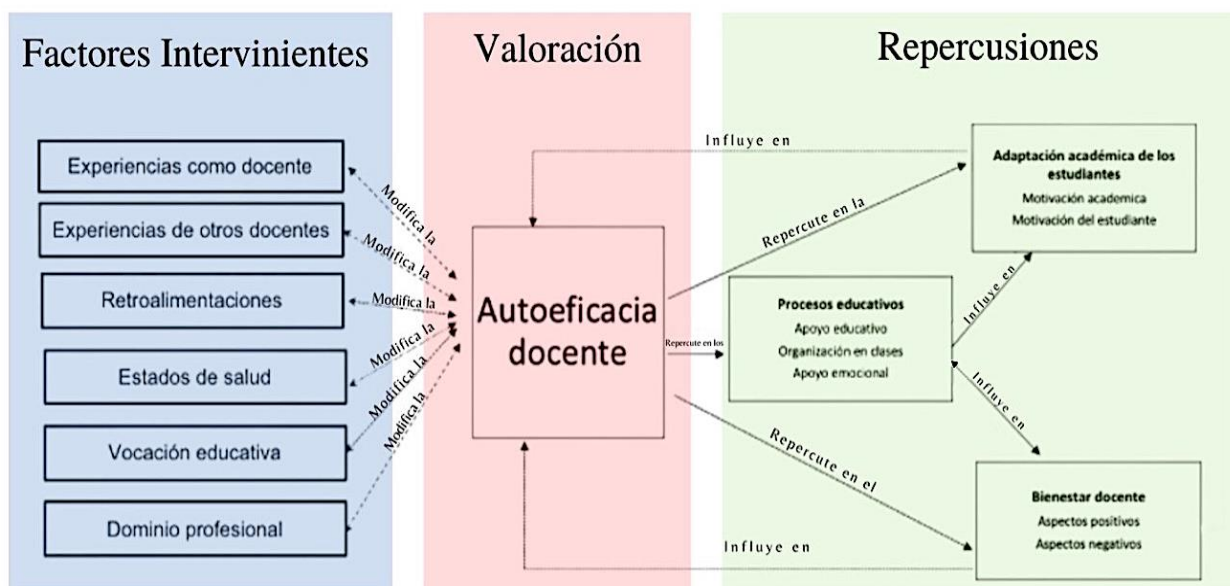 Factores Intervinientes
Valoración
Repercusiones
Experiencias como docente
Experiencias de otros docentes
Retroalimentaciones
Estados de salud
Vocación educativa
Dominio profesional
Modifica la
Modifica la
Modifica la
Modifica la
Modifica la
Modifica la
Autoeficacia
docente
Influye en
Repercute en la
Repercute en los
Repercute en el
Influye en
Adaptación académica de los
estudiantes
Motivación academica
Motivación del estudiante
Influye en
Procesos educativos
Apoyo educativo
Organización en clases
Apoyo emocional
Influye en
Bienestar docente
Aspectos positivos
Aspectos negativos